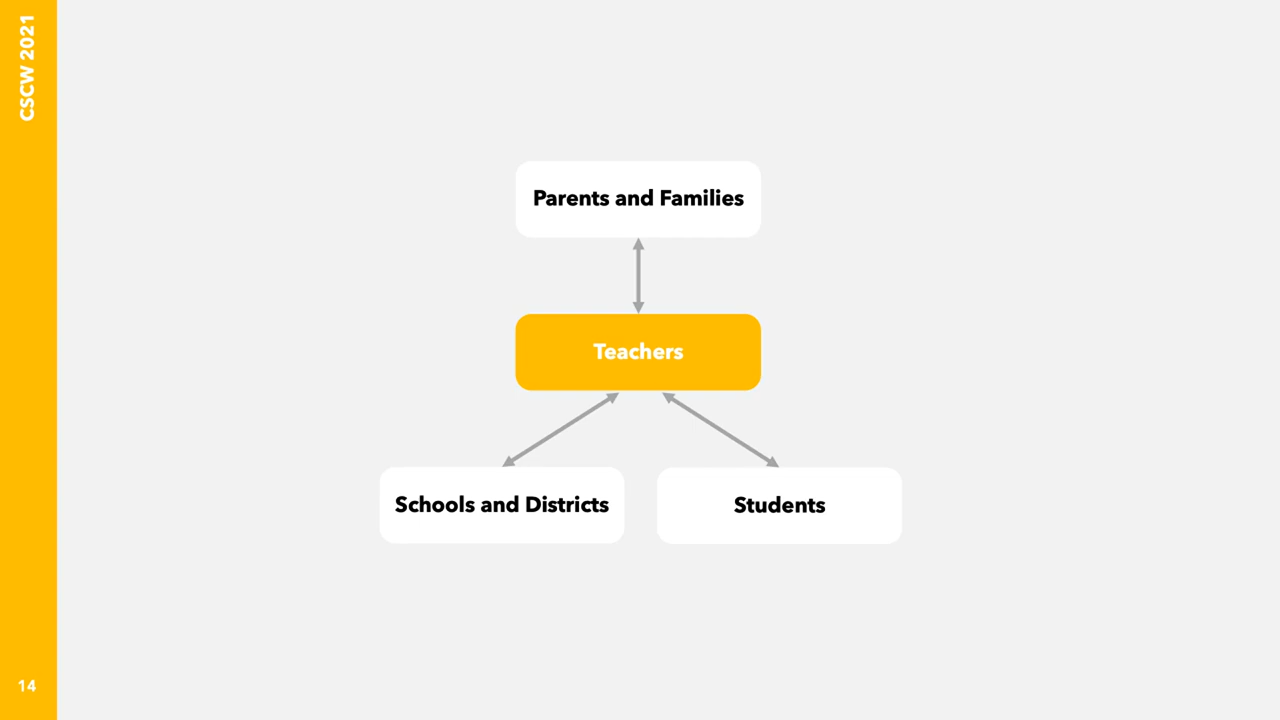 CSCW 2021
Parents and Families
Teachers
Schools and Districts
Students
14